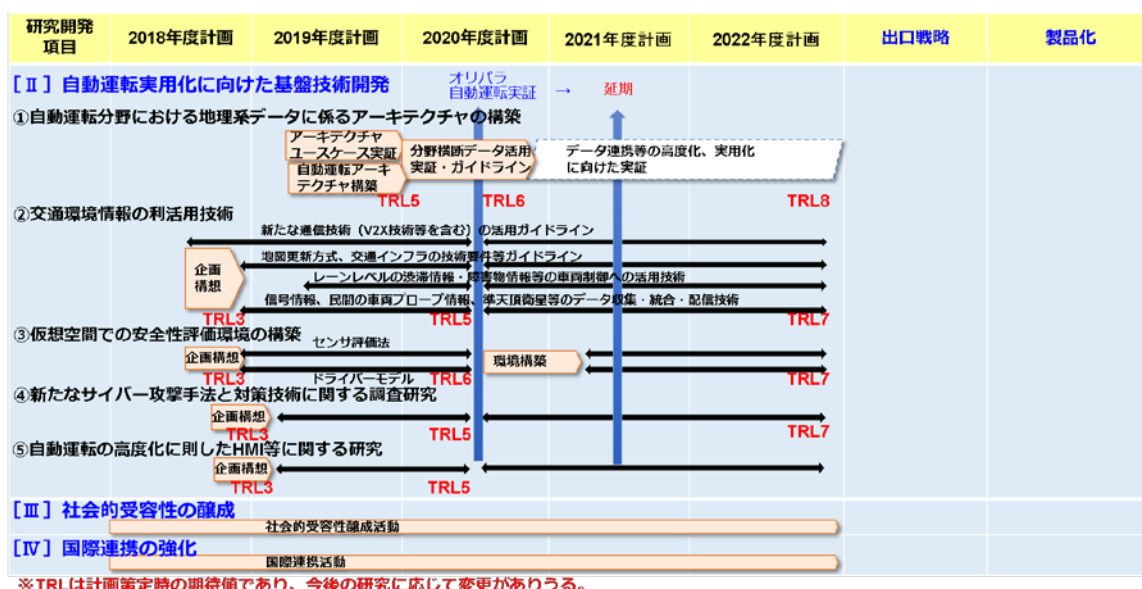 研究開発
項目
2018年度計画
2019年度計画
2020年度計画
2021年度計画
2022年度計画
出口戦略
製品化
[Ⅱ] 自動運転実用化に向けた基盤技術開発
オリパラ
自動運転実証
→
延期
①自動運転分野における地理系データに係るアーキテクチャの構築
アーキテクチャ
ユースケース実証
自動運転アーキ
テクチャ構築
分野横断データ活用
実証・ガイドライン
データ連携等の高度化、実用化
に向けた実証
TRL5
TRL6
TRL8
②交通環境情報の利活用技術
新たな通信技術（V2X技術等を含む）の活用ガイドライン
企画
構想
地図更新方式、交通インフラの技術要件等ガイドライン
レーンレベルの渋滞情報・障害物情報等の車両制御への活用技術
信号情報、民間の車両プローブ情報、準天頂衛星等のデータ収集・統合・配信技術
TRL3
TRL5
TRL7
③仮想空間での安全性評価環境の構築
センサ評価法
企画構想
環境構築
ドライバーモデル
TRL3
TRL6
TRL7
④新たなサイバー攻撃手法と対策技術に関する調査研究
企画構想
TRL3
TRL5
TRL7
⑤自動運転の高度化に則したHMI等に関する研究
企画構想
TRL3
TRL5
[Ⅲ] 社会的受容性の醸成
社会的受容性醸成活動
[Ⅳ] 国際連携の強化
国際連携活動
※TRLは計画策定時の期待値であり、今後の研究に応じて変更がありうる。